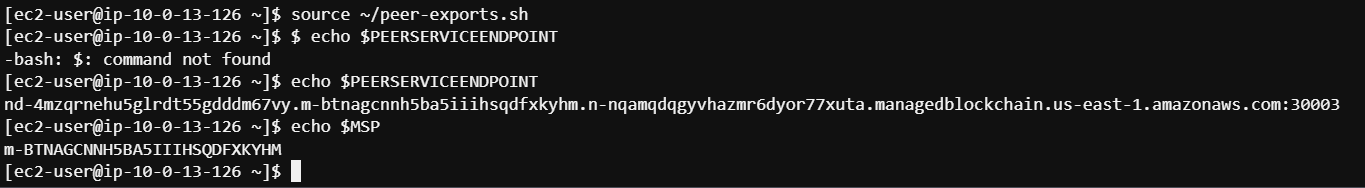 [ec2-user@ip-10-0-13-126 ~]$ source ~/peer-exports.sh
[ec2-user@ip-10-0-13-126 ~]$ $ echo $PEERSERVICEENDPOINT
-bash: $: command not found
[ec2-user@ip-10-0-13-126 ~]$ echo $PEERSERVICEENDPOINT
nd-4mzqrnehu5glrdt55gdddm67vy.m-btnagcnnh5ba5iiihsqdfxkyhm.n-nqamqdqgyvhazmr6dyor77xuta.managedblockchain.us-east-1.amazonaws.com:30003
[ec2-user@ip-10-0-13-126 ~]$ echo $MSP
m-BTNAGCNNH5BA5IIIHSQDFXKYHM
[ec2-user@ip-10-0-13-126 ~]$